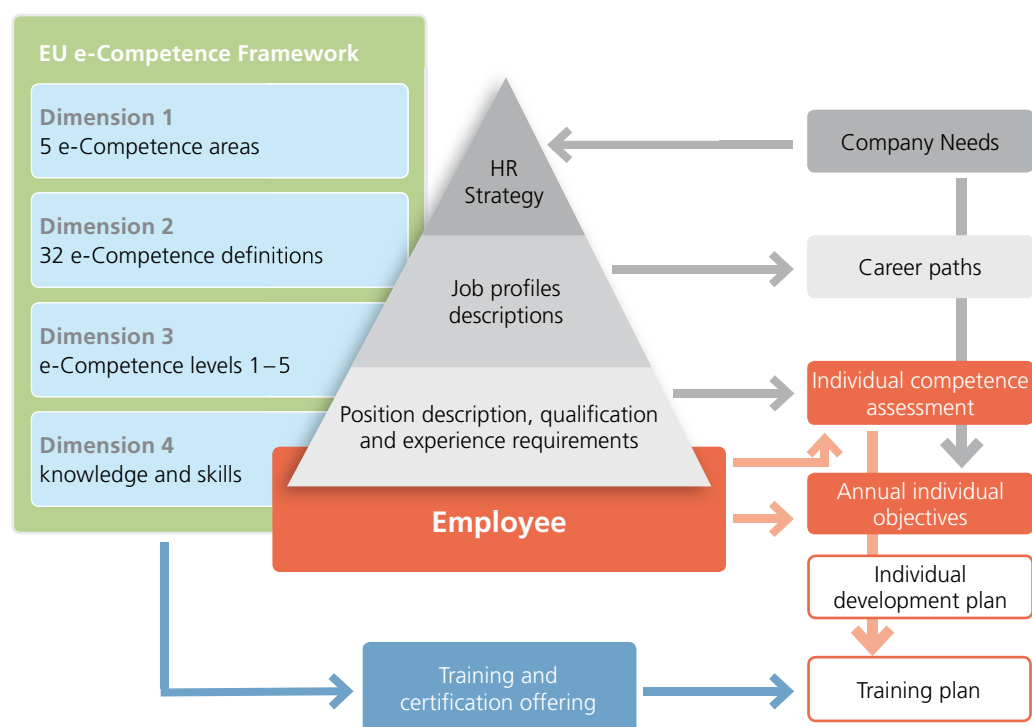 EU e-Competence Framework
Dimension 1
5 e-Competence areas
Dimension 2
32 e-Competence definitions
Dimension 3
e-Competence levels 1–5
Dimension 4
knowledge and skills
HR
Strategy
Job profiles
descriptions
Position description, qualification
and experience requirements
Employee
Company Needs
Career paths
Individual competence
assessment
Annual individual
objectives
Individual
development plan
Training and
certification offering
Training plan